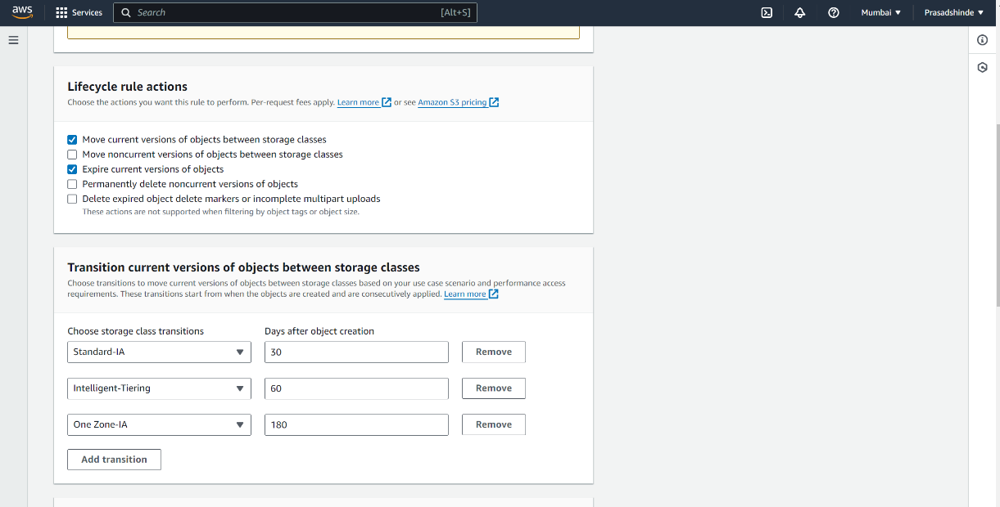 aws Services Search [Alt+S] Mumbai ▼ Prasadshinde ▼
Lifecycle rule actions
Choose the actions you want this rule to perform. Per-request fees apply. Learn more or see Amazon S3 pricing
Move current versions of objects between storage classes
Move noncurrent versions of objects between storage classes
Expire current versions of objects
Permanently delete noncurrent versions of objects
Delete expired object delete markers or incomplete multipart uploads
These actions are not supported when filtering by object tags or object size.
Transition current versions of objects between storage classes
Choose transitions to move current versions of objects between storage classes based on your use case scenario and performance access
requirements. These transitions start from when the objects are created and are consecutively applied. Learn more
Choose storage class transitions Days after object creation
Standard-IA 30 Remove
Intelligent-Tiering 60 Remove
One Zone-IA 180 Remove
Add transition